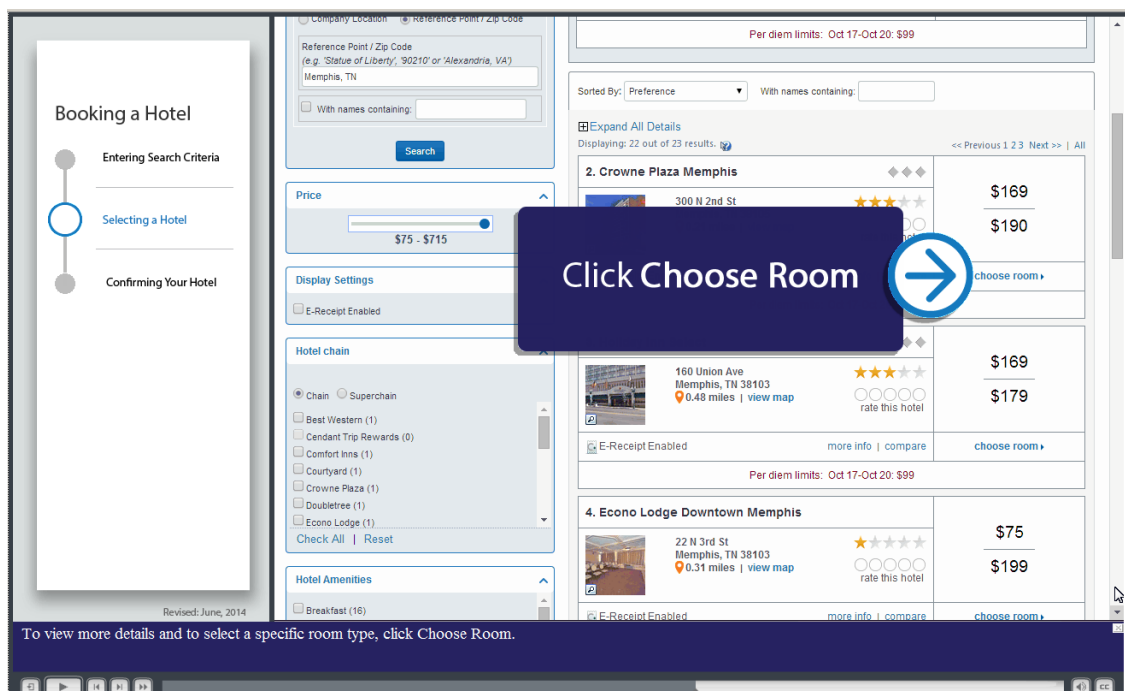 Booking a Hotel
Entering Search Criteria
Selecting a Hotel
Confirming Your Hotel
Revised: June, 2014
Company Location Reference Point / Zip Code
Reference Point / Zip Code
(e.g. 'Statue of Liberty', '90210' or 'Alexandria, VA')
Memphis, TN
With names containing:
Search
Price
$75 - $715
Display Settings
E-Receipt Enabled
Hotel chain
Chain Superchain
Best Western (1)
Cendant Trip Rewards (0)
Comfort Inns (1)
Courtyard (1)
Crowne Plaza (1)
Doubletree (1)
Econo Lodge (1)
Check All | Reset
Hotel Amenities
Breakfast (16)
Per diem limits: Oct 17-Oct 20: $99
Sorted By: Preference With names containing:
Expand All Details
Displaying: 22 out of 23 results.
<< Previous 1 2 3 Next >> | All
2. Crowne Plaza Memphis
300 N 2nd St
$169
$190
choose room
Click Choose Room
160 Union Ave
Memphis, TN 38103
0.48 miles | view map
rate this hotel
$169
$179
E-Receipt Enabled more info | compare choose room
Per diem limits: Oct 17-Oct 20: $99
4. Econo Lodge Downtown Memphis
22 N 3rd St
Memphis, TN 38103
0.31 miles | view map
rate this hotel
$75
$199
E-Receipt Enabled more info | compare choose room
To view more details and to select a specific room type, click Choose Room.
CC